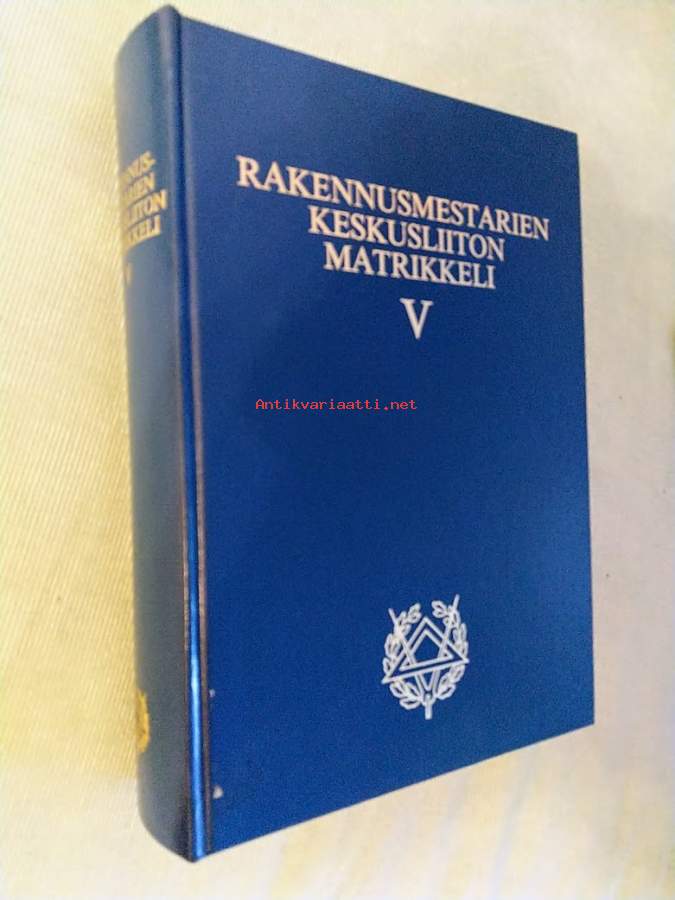 RAKENNUSMESTARIEN
KESKUSLIITON
MATRIKKELI
V
Antikvariaatti.net